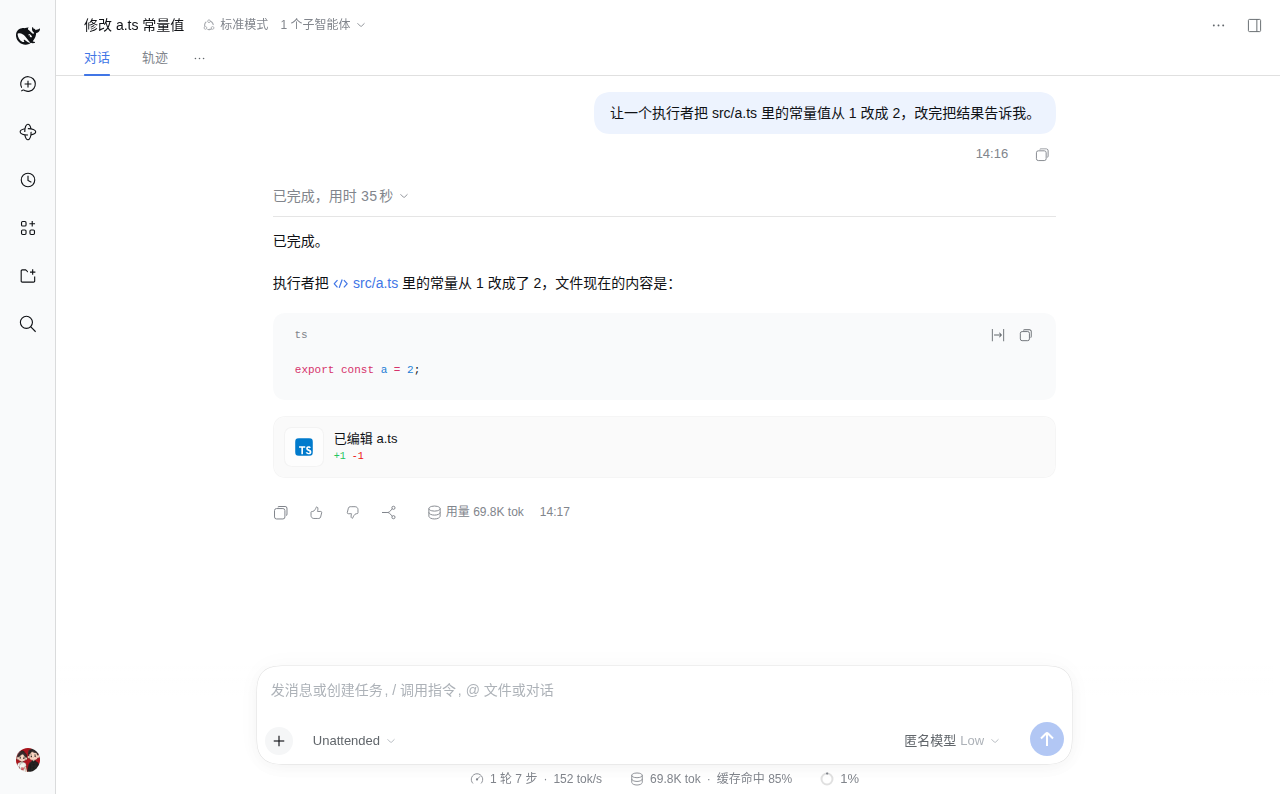 修改 a.ts 常量值 标准模式 1 个子智能体
对话 轨迹 ···
让一个执行者把 src/a.ts 里的常量值从 1 改成 2，改完把结果告诉我。
14:16
已完成，用时 35 秒
已完成。
执行者把 src/a.ts 里的常量从 1 改成了 2，文件现在的内容是：
ts
export const a = 2;
TS
已编辑 a.ts
+1 -1
用量 69.8K tok 14:17
发消息或创建任务, / 调用指令, @ 文件或对话
Unattended 匿名模型 Low
1 轮 7 步 · 152 tok/s 69.8K tok · 缓存命中 85% 1%